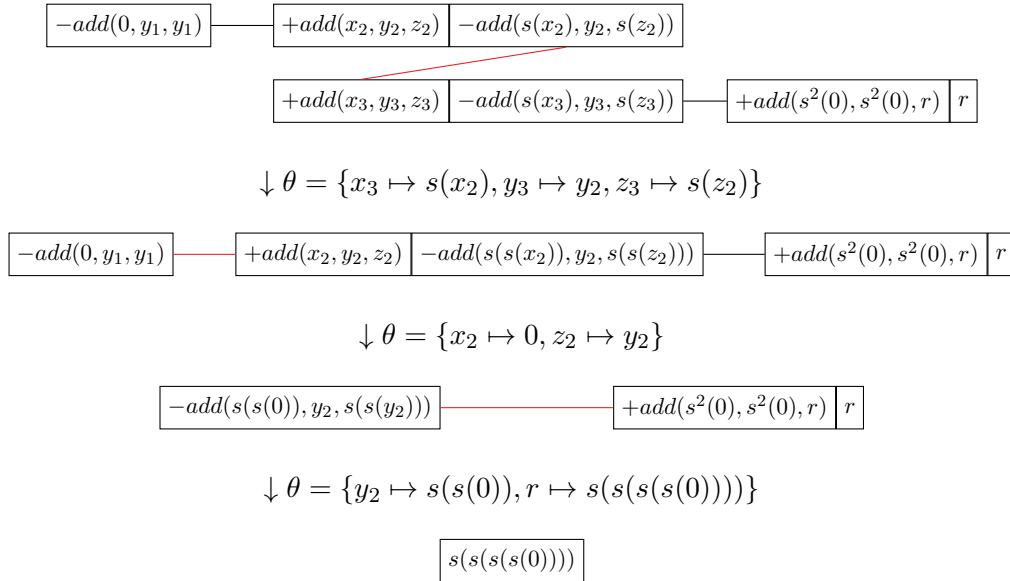 −add(0, y₁, y₁) +add(x₂, y₂, z₂) −add(s(x₂), y₂, s(z₂))
+add(x₃, y₃, z₃) −add(s(x₃), y₃, s(z₃)) +add(s²(0), s²(0), r) r
↓ θ = {x₃ ↦ s(x₂), y₃ ↦ y₂, z₃ ↦ s(z₂)}
−add(0, y₁, y₁) +add(x₂, y₂, z₂) −add(s(s(x₂)), y₂, s(s(z₂))) +add(s²(0), s²(0), r) r
↓ θ = {x₂ ↦ 0, z₂ ↦ y₂}
−add(s(s(0)), y₂, s(s(y₂))) +add(s²(0), s²(0), r) r
↓ θ = {y₂ ↦ s(s(0)), r ↦ s(s(s(s(0))))}
s(s(s(s(0))))